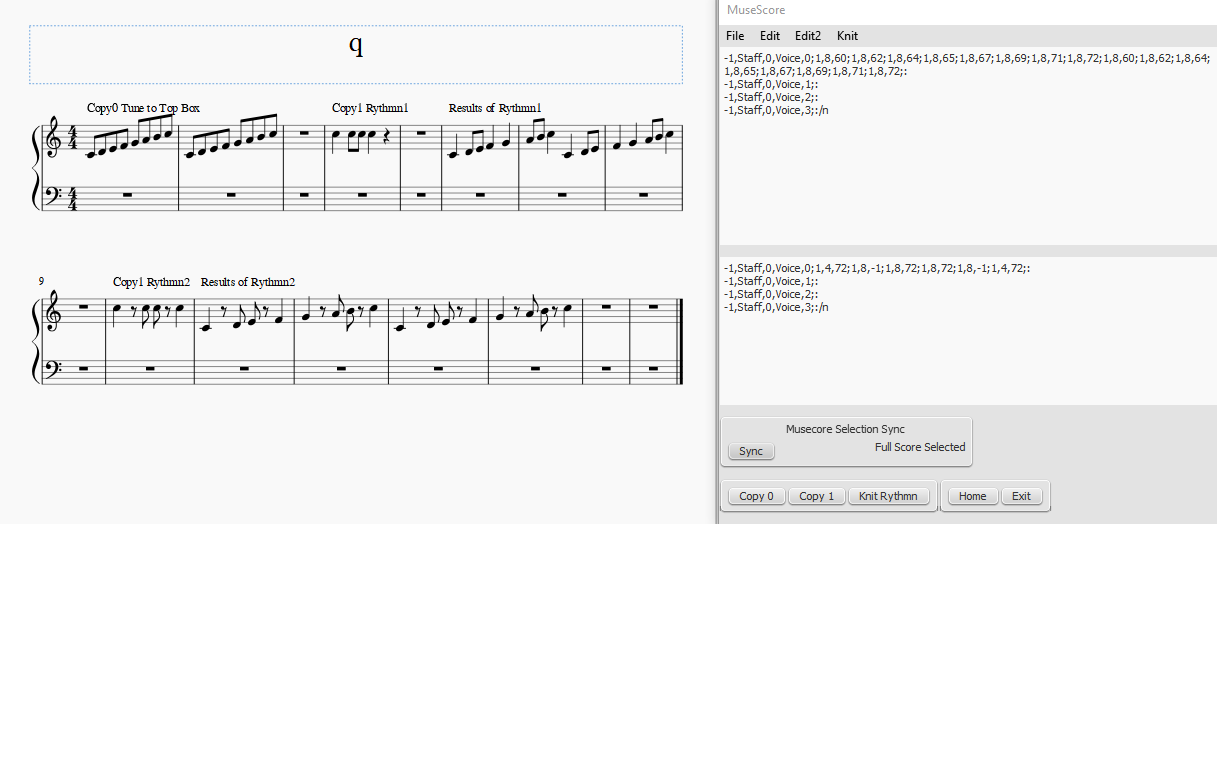 q
Copy0 Tune to Top Box
Copy1 Rythmn1
Results of Rythmn1
4
4
4
4
9
Copy1 Rythmn2
Results of Rythmn2
MuseScore
File Edit Edit2 Knit
-1,Staff,0,Voice,0;1,8,60;1,8,62;1,8,64;1,8,65;1,8,67;1,8,69;1,8,71;1,8,72;1,8,60;1,8,62;1,8,64;
1,8,65;1,8,67;1,8,69;1,8,71;1,8,72;:
-1,Staff,0,Voice,1;:
-1,Staff,0,Voice,2;:
-1,Staff,0,Voice,3;:/n
-1,Staff,0,Voice,0;1,4,72;1,8,-1;1,8,72;1,8,72;1,8,-1;1,4,72;:
-1,Staff,0,Voice,1;:
-1,Staff,0,Voice,2;:
-1,Staff,0,Voice,3;:/n
Musecore Selection Sync
Sync
Full Score Selected
Copy 0 Copy 1 Knit Rythmn Home Exit